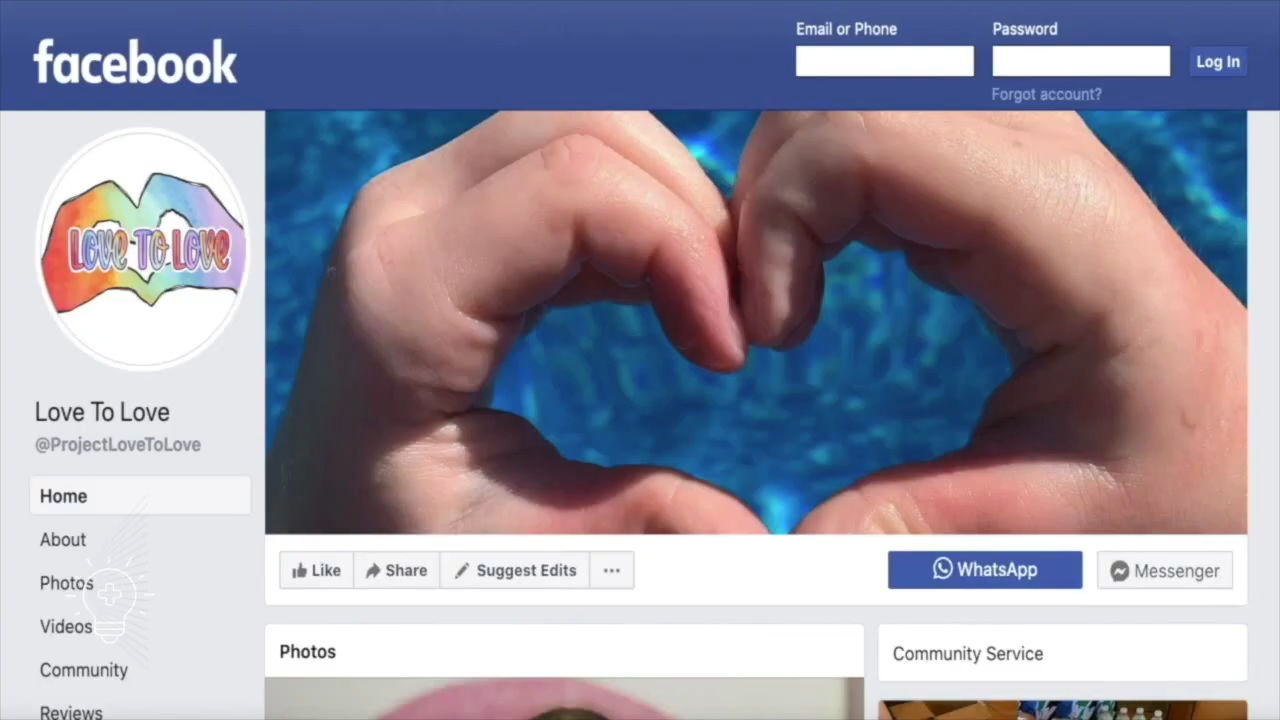 facebook
Email or Phone
Password
Log In
Forgot account?
LOVE TO LOVE
Love To Love
@ProjectLoveToLove
Home
About
Photos
Videos
Community
Reviews
Like
Share
Suggest Edits
...
WhatsApp
Messenger
Photos
Community Service